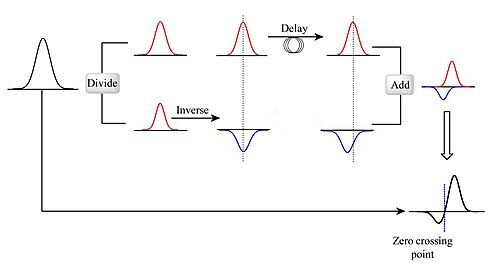 Delay
Divide
Add
Inverse
Zero crossing
point